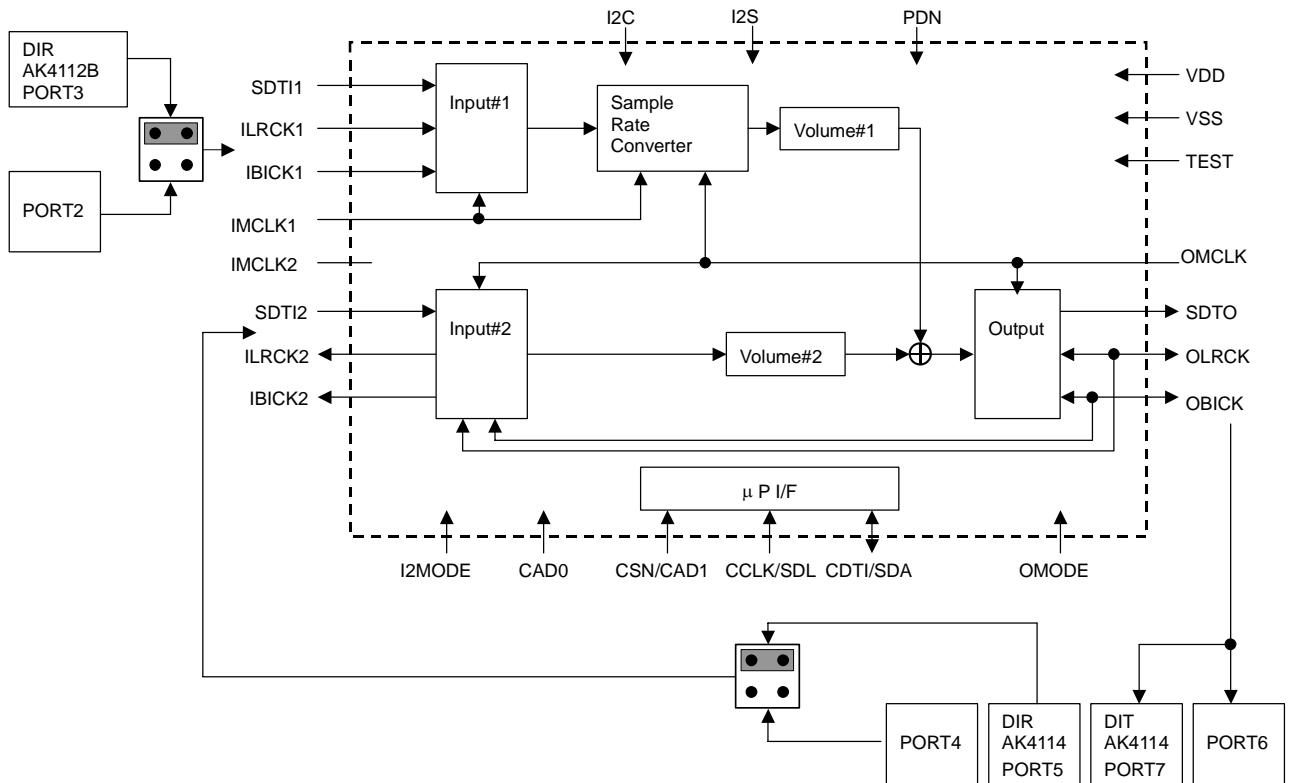 I2C
I2S
PDN
DIR
AK4112B
PORT3
SDTI1
ILRCK1
IBICK1
IMCLK1
IMCLK2
SDTI2
ILRCK2
IBICK2
PORT2
Input#1
Sample
Rate
Converter
Volume#1
VDD
VSS
TEST
OMCLK
SDTO
OLRCK
OBICK
Input#2
Volume#2
Output
μ P I/F
I2MODE
CAD0
CSN/CAD1
CCLK/SDL
CDTI/SDA
OMODE
PORT4
DIR
AK4114
PORT5
DIT
AK4114
PORT7
PORT6